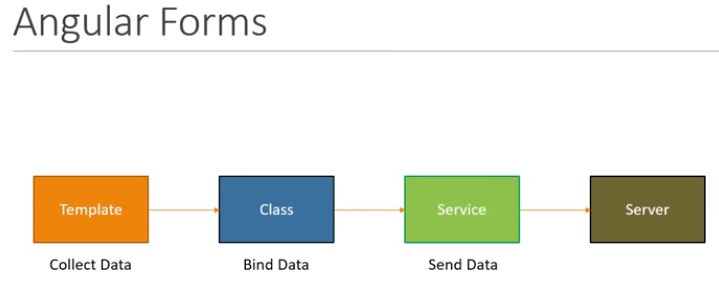 Angular Forms
Template
Class
Service
Server
Collect Data
Bind Data
Send Data